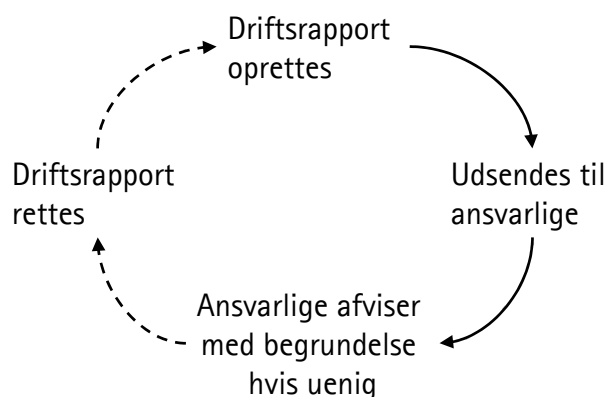 Driftsrapport
oprettes
Udsendes til
ansvarlige
Ansvarlige afviser
med begrundelse
hvis uenig
Driftsrapport
rettes